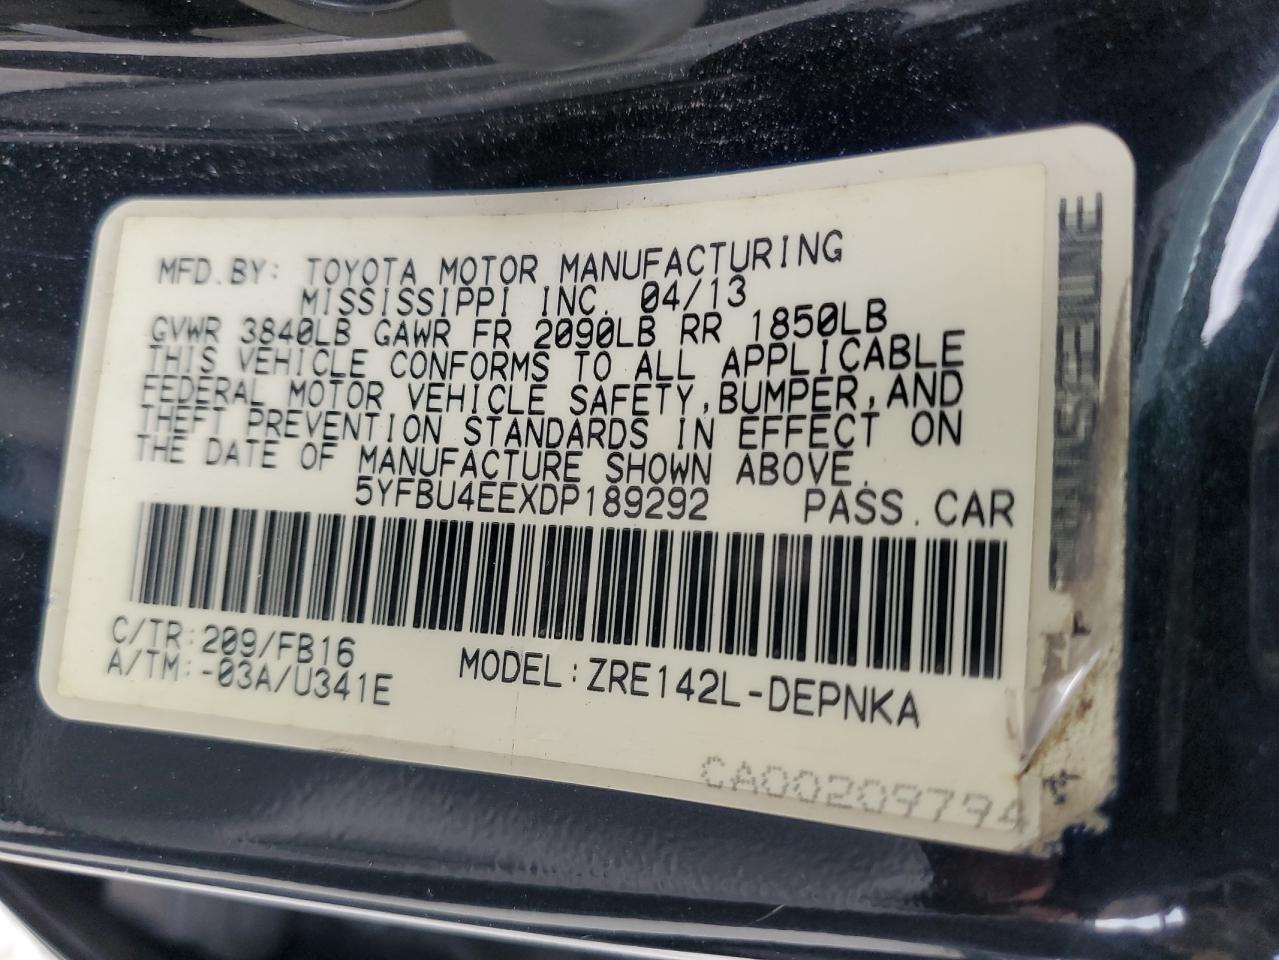 MFD.BY: TOYOTA MOTOR MANUFACTURING
MISSISSIPPI INC. 04/13
GVWR 3840LB GAWR FR 2090LB RR 1850LB
THIS VEHICLE CONFORMS TO ALL APPLICABLE
FEDERAL MOTOR VEHICLE SAFETY,BUMPER,AND
THEFT PREVENTION STANDARDS IN EFFECT ON
THE DATE OF MANUFACTURE SHOWN ABOVE.
5YFBU4EEXDP189292 PASS.CAR
C/TR:209/FB16
A/TM:-03A/U341E
MODEL:ZRE142L-DEPNKA
CA00209794